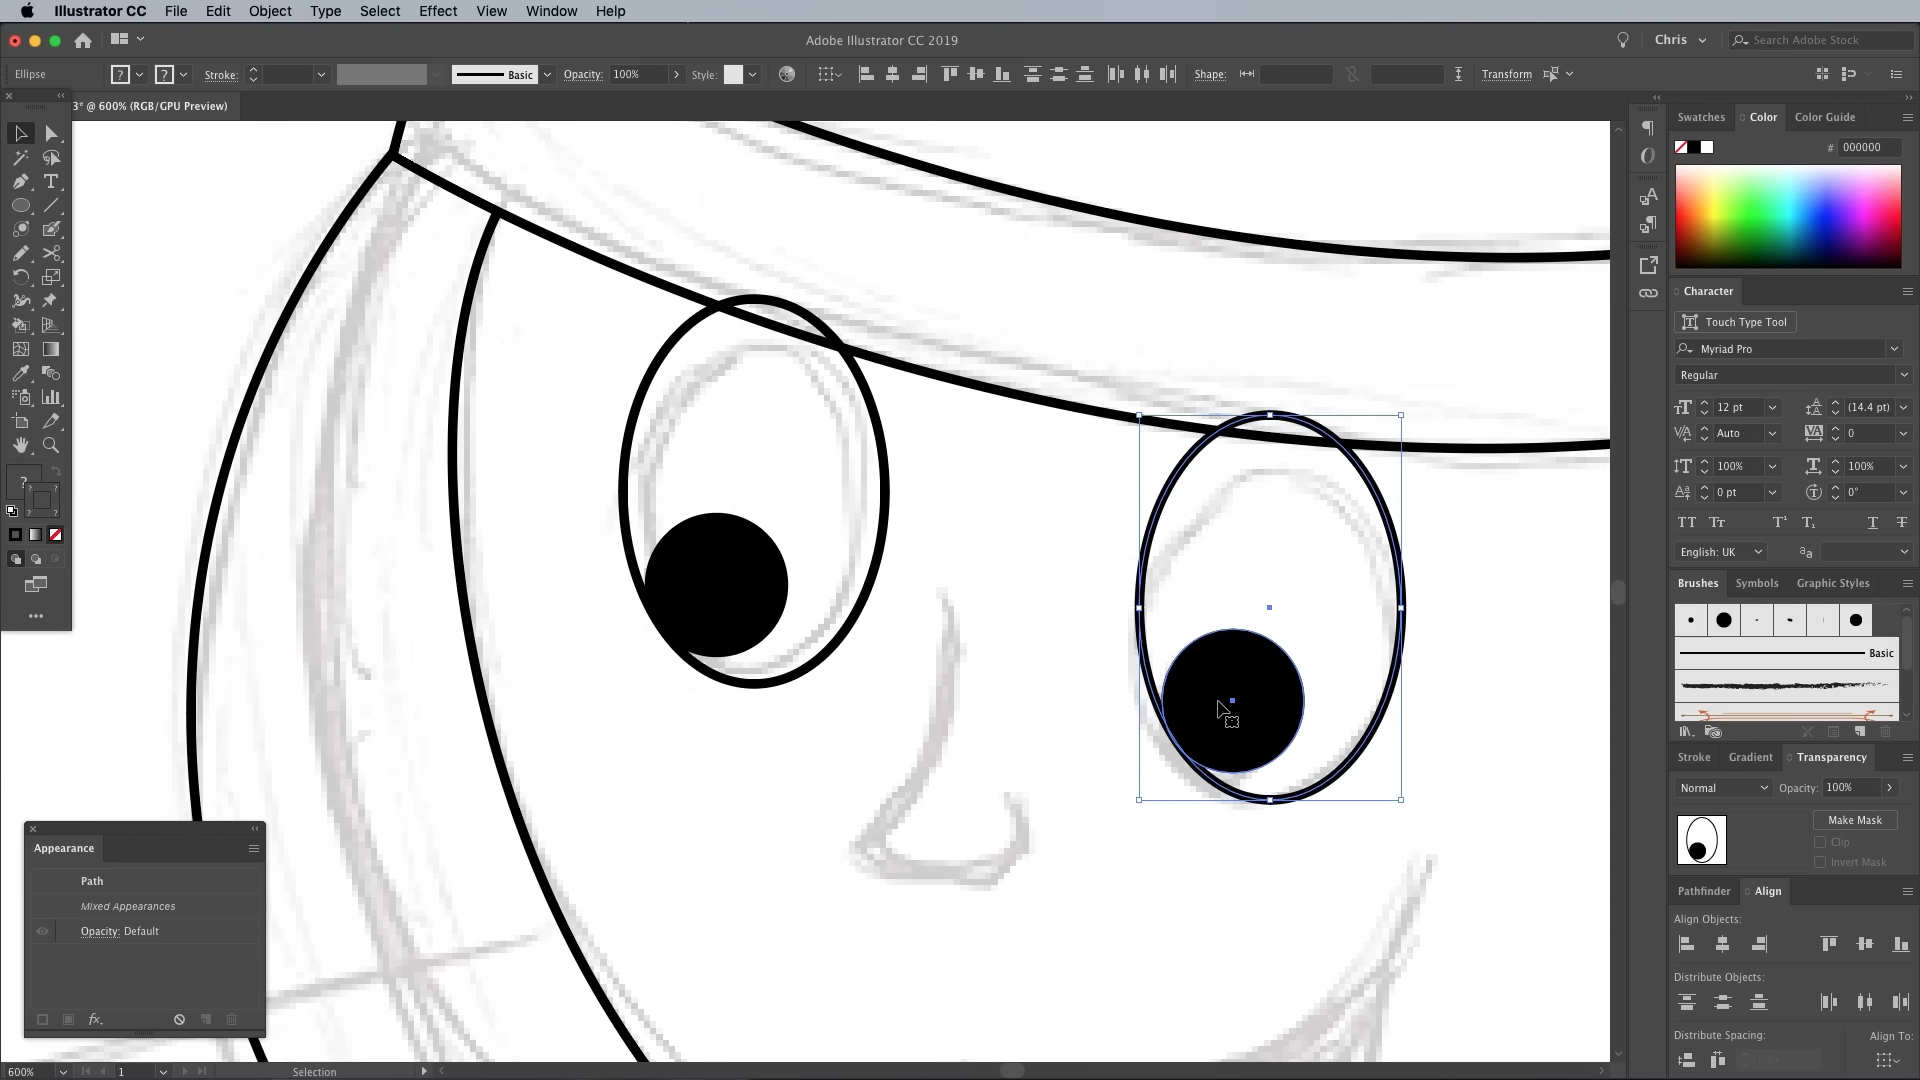 Illustrator CC File Edit Object Type Select Effect View Window Help
Adobe Illustrator CC 2019
Chris
Search Adobe Stock
Ellipse ? ? Stroke: Basic Opacity: 100% Style: Shape: Transform
3* @ 600% (RGB/GPU Preview)
Swatches Color Color Guide
# 000000
Character
Touch Type Tool
Myriad Pro
Regular
12 pt (14.4 pt)
Auto 0
100% 100%
0 pt 0°
English: UK
Brushes Symbols Graphic Styles
Basic
Stroke Gradient Transparency
Normal Opacity: 100%
Make Mask
Clip
Invert Mask
Pathfinder Align
Align Objects:
Distribute Objects:
Distribute Spacing: Align To:
Appearance
Path
Mixed Appearances
Opacity: Default
fx
600% 1 Selection